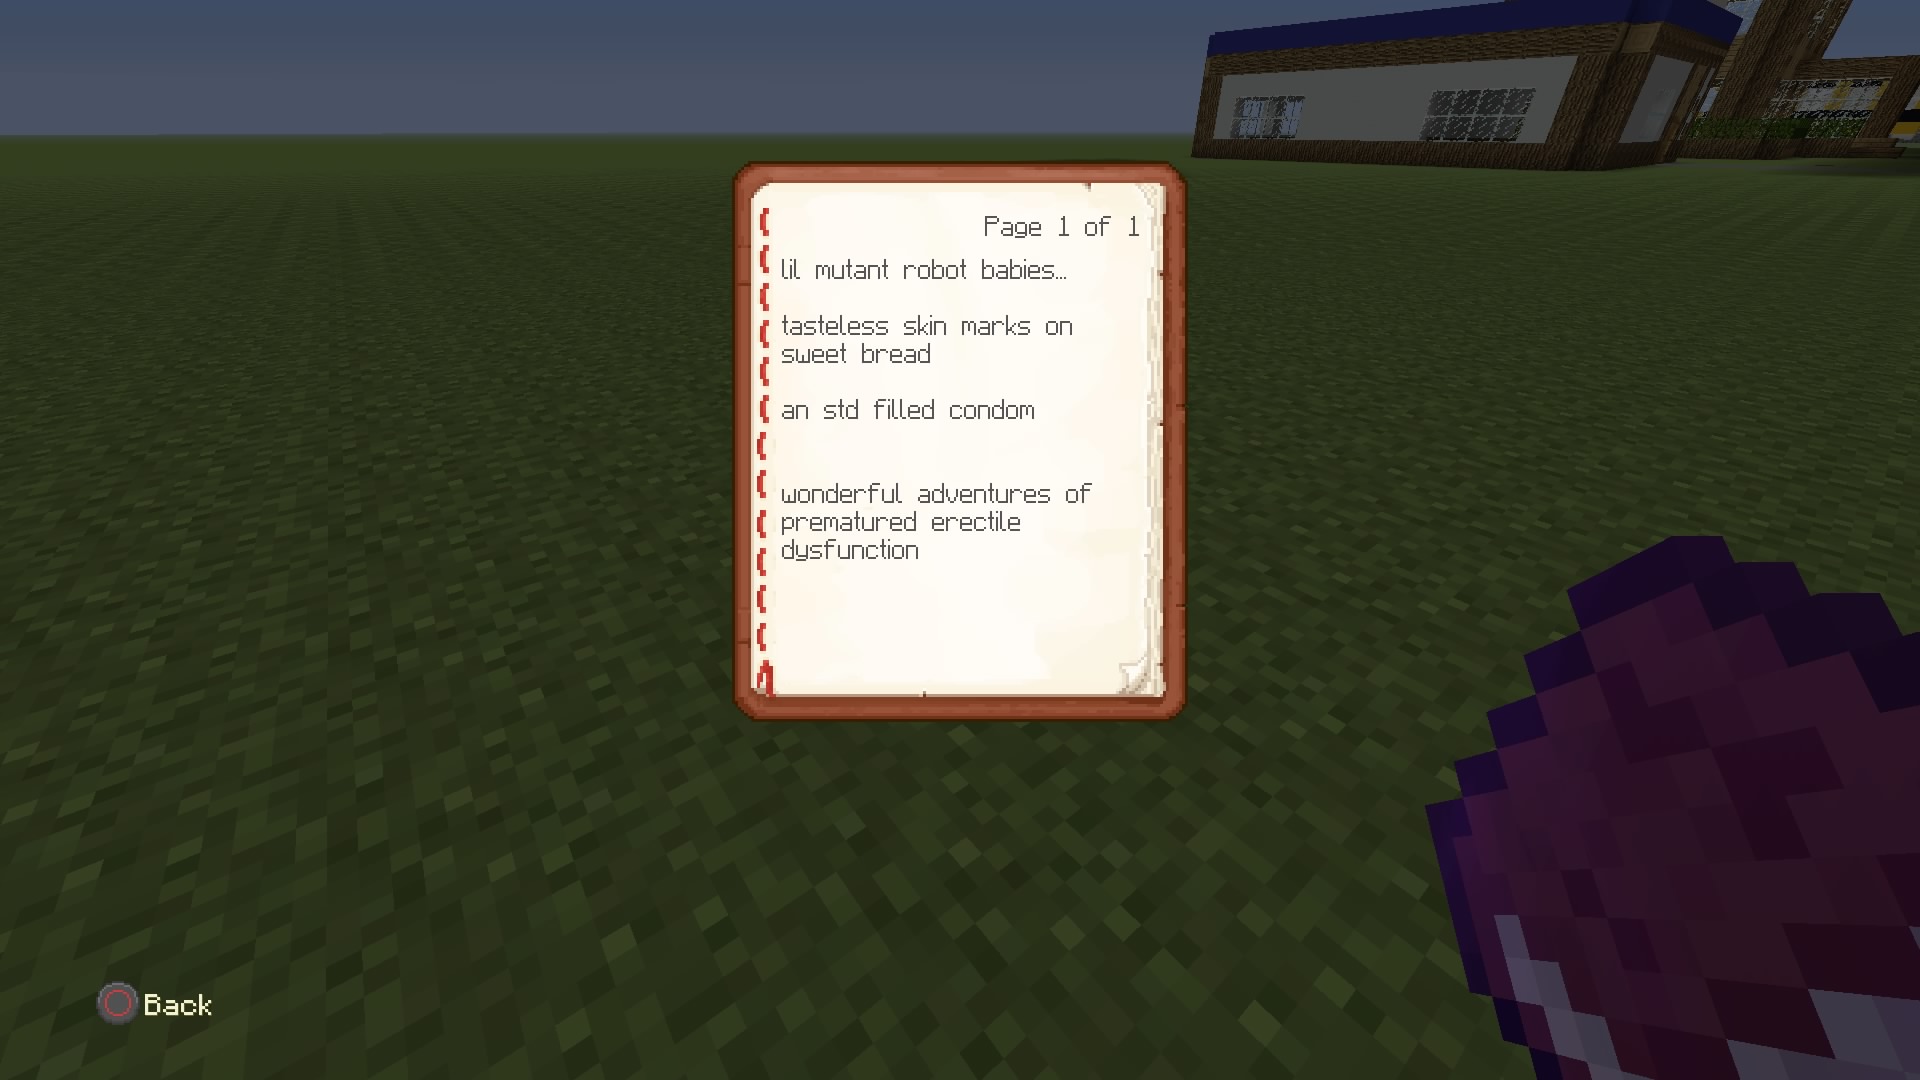 Page 1 of 1
lil mutant robot babies...
tasteless skin marks on
sweet bread
an std filled condom
wonderful adventures of
prematured erectile
dysfunction
Back